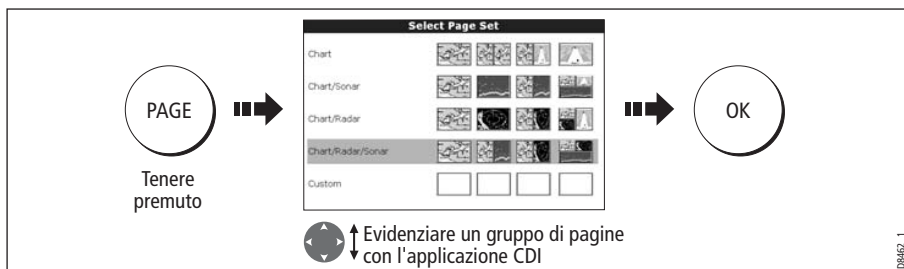 Select Page Set
Chart
Chart/Sonar
Chart/Radar
Chart/Radar/Sonar
Custom
PAGE
Tenere
premuto
OK
Evidenziare un gruppo di pagine
con l'applicazione CDI
D8462_1